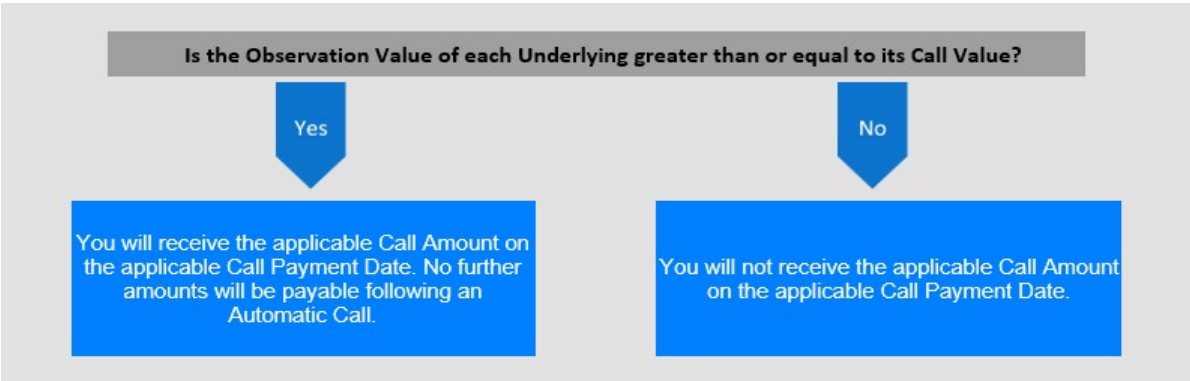 Is the Observation Value of each Underlying greater than or equal to its Call Value?
Yes
No
You will receive the applicable Call Amount on
the applicable Call Payment Date. No further
amounts will be payable following an
Automatic Call.
You will not receive the applicable Call Amount
on the applicable Call Payment Date.